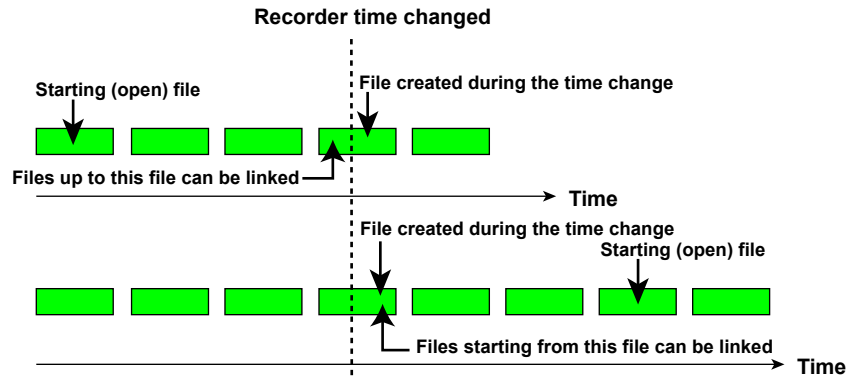 Recorder time changed
File created during the time change
Starting (open) file
Files up to this file can be linked
Time
File created during the time change
Starting (open) file
Files starting from this file can be linked
Time